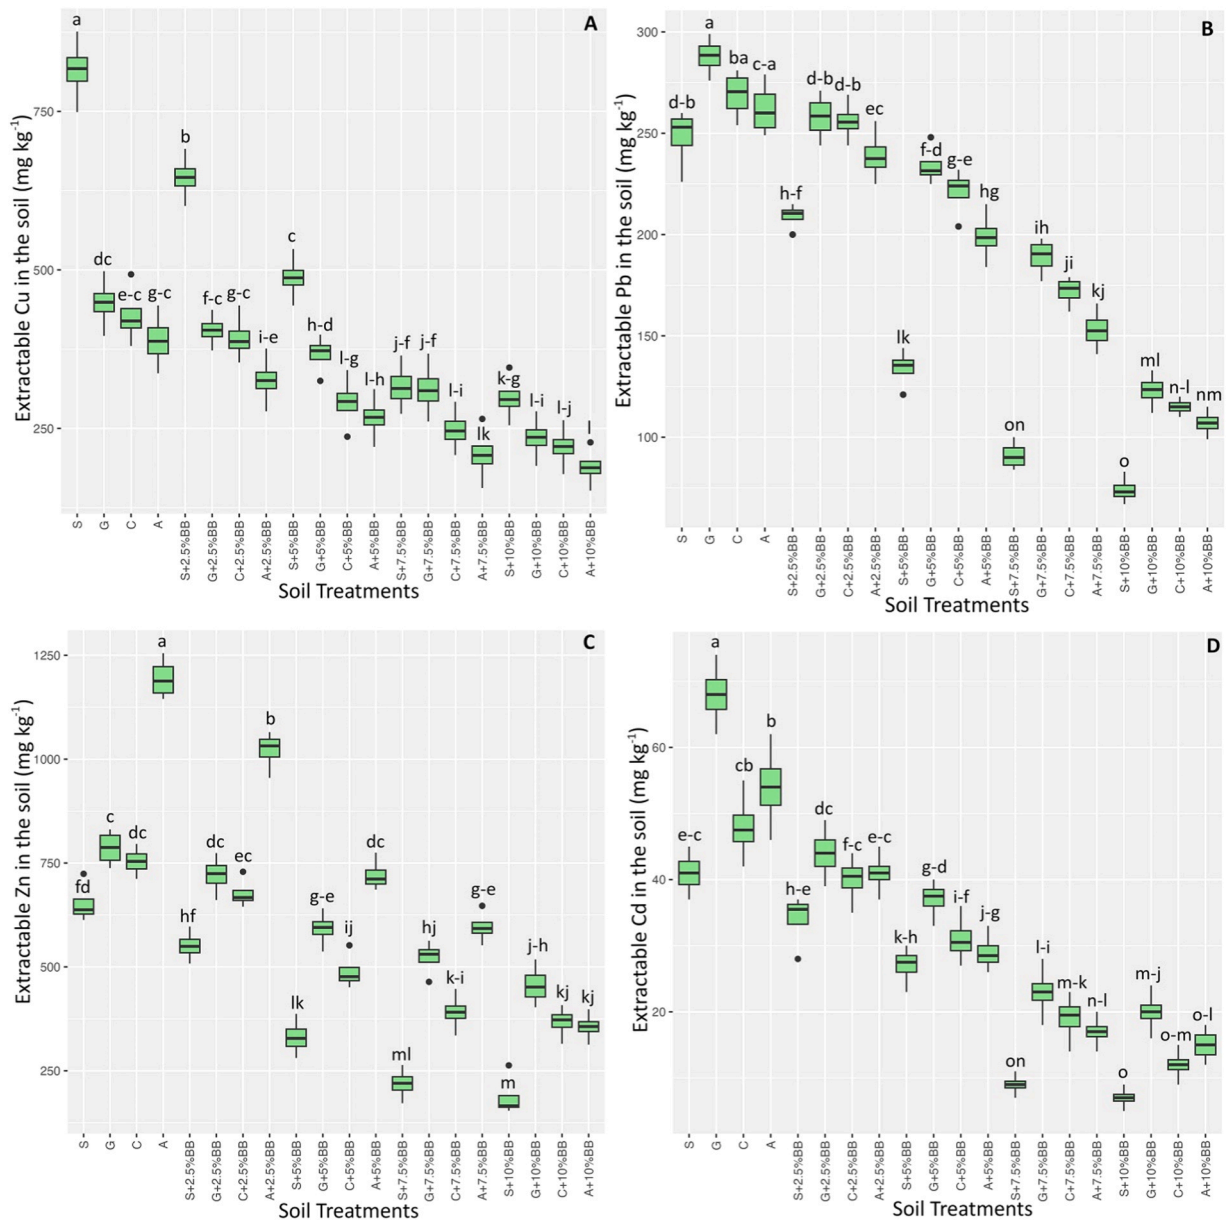 A
Extractable Cu in the soil (mg kg-1)
750
500
250
a
dc
e-c
g-c
b
f-c
g-c
i-e
c
h-d
l-g
l-h
j-f
j-f
l-i
lk
k-g
l-i
l-j
l
S
G
C
A
S+2.5%BB
G+2.5%BB
C+2.5%BB
A+2.5%BB
S+5%BB
G+5%BB
C+5%BB
A+5%BB
S+7.5%BB
G+7.5%BB
C+7.5%BB
A+7.5%BB
S+10%BB
G+10%BB
C+10%BB
A+10%BB
Soil Treatments
B
Extractable Pb in the soil (mg kg-1)
300
250
200
150
100
d-b
a
ba
c-a
h-f
d-b
d-b
ec
lk
f-d
g-e
hg
on
ih
ji
kj
o
ml
n-l
nm
S
G
C
A
S+2.5%BB
G+2.5%BB
C+2.5%BB
A+2.5%BB
S+5%BB
G+5%BB
C+5%BB
A+5%BB
S+7.5%BB
G+7.5%BB
C+7.5%BB
A+7.5%BB
S+10%BB
G+10%BB
C+10%BB
A+10%BB
Soil Treatments
C
Extractable Zn in the soil (mg kg-1)
1250
1000
750
500
250
fd
c
dc
a
hf
dc
ec
b
lk
g-e
ij
dc
ml
hj
k-i
g-e
m
j-h
kj
kj
S
G
C
A
S+2.5%BB
G+2.5%BB
C+2.5%BB
A+2.5%BB
S+5%BB
G+5%BB
C+5%BB
A+5%BB
S+7.5%BB
G+7.5%BB
C+7.5%BB
A+7.5%BB
S+10%BB
G+10%BB
C+10%BB
A+10%BB
Soil Treatments
D
Extractable Cd in the soil (mg kg-1)
60
40
20
e-c
a
cb
b
h-e
dc
f-c
e-c
k-h
g-d
i-f
j-g
on
l-i
m-k
n-l
o
m-j
o-m
o-l
S
G
C
A
S+2.5%BB
G+2.5%BB
C+2.5%BB
A+2.5%BB
S+5%BB
G+5%BB
C+5%BB
A+5%BB
S+7.5%BB
G+7.5%BB
C+7.5%BB
A+7.5%BB
S+10%BB
G+10%BB
C+10%BB
A+10%BB
Soil Treatments